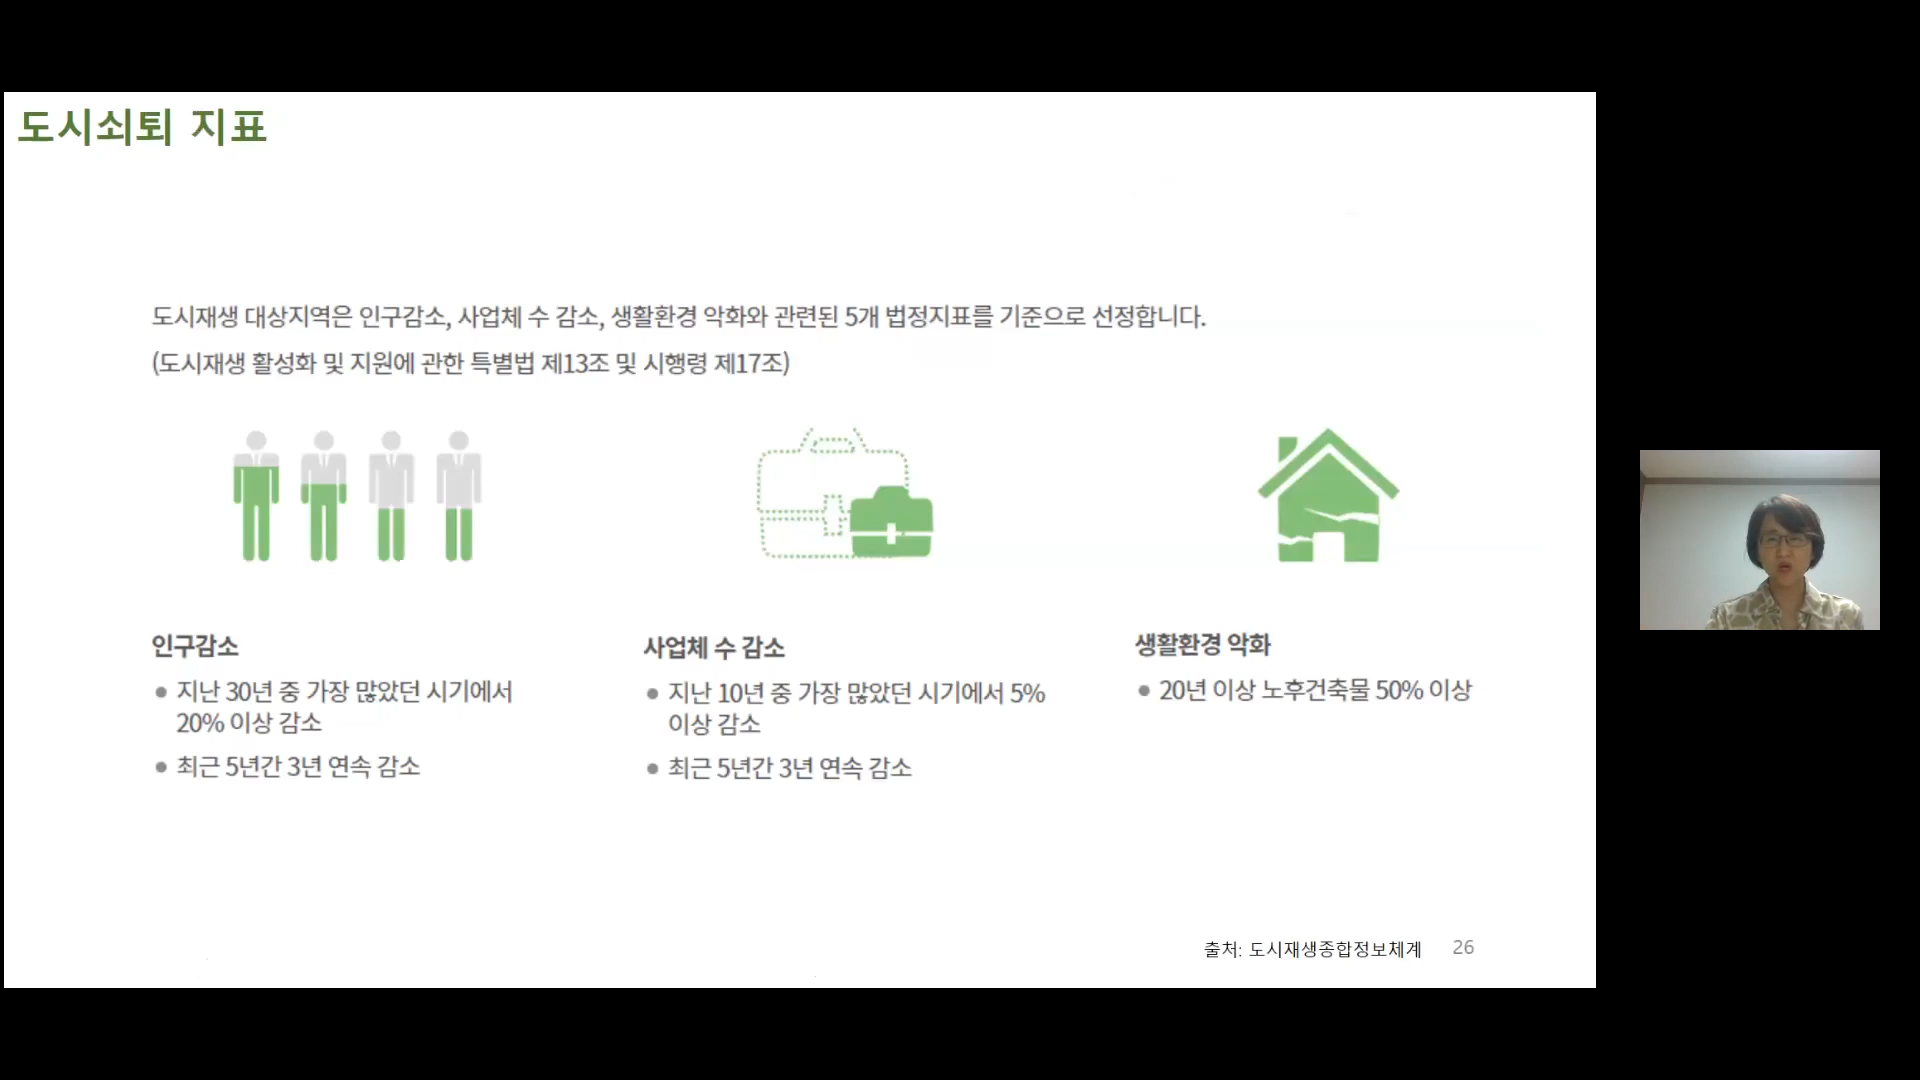 도시쇠퇴 지표
도시재생 대상지역은 인구감소, 사업체 수 감소, 생활환경 악화와 관련된 5개 법정지표를 기준으로 선정합니다.
(도시재생 활성화 및 지원에 관한 특별법 제13조 및 시행령 제17조)
인구감소
● 지난 30년 중 가장 많았던 시기에서
20% 이상 감소
● 최근 5년간 3년 연속 감소
사업체 수 감소
● 지난 10년 중 가장 많았던 시기에서 5%
이상 감소
● 최근 5년간 3년 연속 감소
생활환경 악화
● 20년 이상 노후건축물 50% 이상
출처: 도시재생종합정보체계
26